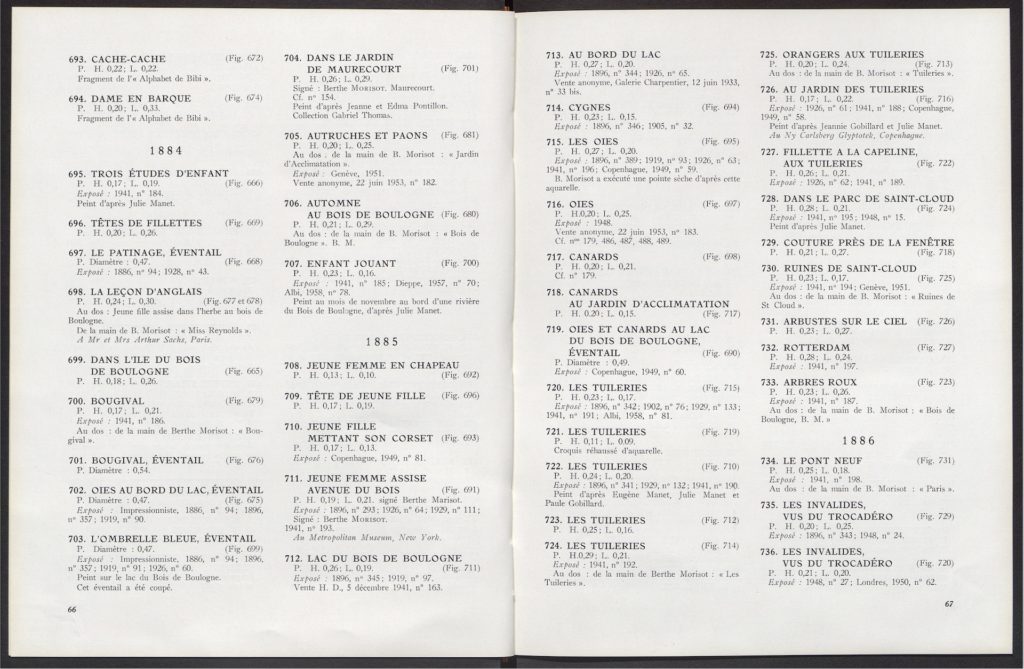 693. CACHE-CACHE (Fig. 672)
P. H. 0,22; L. 0,22.
Fragment de l'« Alphabet de Bibi ».
694. DAME EN BARQUE (Fig. 674)
P. H. 0,20; L. 0,33.
Fragment de l'« Alphabet de Bibi ».
1884
695. TROIS ÉTUDES D'ENFANT
P. H. 0,17; L. 0,19. (Fig. 666)
Exposé : 1941, n° 184.
Peint d'après Julie Manet.
696. TÊTES DE FILLETTES (Fig. 669)
P. H. 0,20; L. 0,26.
697. LE PATINAGE, ÉVENTAIL
P. Diamètre : 0,47. (Fig. 668)
Exposé : 1886, n° 94; 1928, n° 43.
698. LA LEÇON D'ANGLAIS
P. H. 0,24; L. 0,30. (Fig. 677 et 678)
Au dos : Jeune fille assise dans l'herbe au bois de
Boulogne.
De la main de B. Morisot : « Miss Reynolds ».
A Mr et Mrs Arthur Sachs, Paris.
699. DANS L'ILE DU BOIS
DE BOULOGNE (Fig. 665)
P. H. 0,18; L. 0,26.
700. BOUGIVAL (Fig. 679)
P. H. 0,17; L. 0,21.
Exposé : 1941, n° 186.
Au dos : de la main de Berthe Morisot : « Bou-
gival ».
701. BOUGIVAL, ÉVENTAIL (Fig. 676)
P. Diamètre : 0,54.
702. OIES AU BORD DU LAC, ÉVENTAIL
P. Diamètre : 0,47. (Fig. 675)
Exposé : Impressionniste, 1886, n° 94; 1896,
n° 357; 1919, n° 90.
703. L'OMBRELLE BLEUE, ÉVENTAIL
P. Diamètre : 0,47. (Fig. 699)
Exposé : Impressionniste, 1886, n° 94; 1896,
n° 357; 1919, n° 91; 1926, n° 60.
Peint sur le lac du Bois de Boulogne.
Cet éventail a été coupé.
66
704. DANS LE JARDIN
DE MAURECOURT (Fig. 701)
P. H. 0,26; L. 0,29.
Signé : Berthe MORISOT. Maurecourt.
Cf. n° 154.
Peint d'après Jeanne et Edma Pontillon.
Collection Gabriel Thomas.
705. AUTRUCHES ET PAONS (Fig. 681)
P. H. 0,20; L. 0,25.
Au dos : de la main de B. Morisot : « Jardin
d'Acclimatation ».
Exposé : Genève, 1951.
Vente anonyme, 22 juin 1953, n° 182.
706. AUTOMNE
AU BOIS DE BOULOGNE (Fig. 680)
P. H. 0,21; L. 0,29.
Au dos : de la main de B. Morisot : « Bois de
Boulogne ». B. M.
707. ENFANT JOUANT (Fig. 700)
P. H. 0,23; L. 0,16.
Exposé : 1941, n° 185; Dieppe, 1957, n° 70;
Albi, 1958, n° 78.
Peint au mois de novembre au bord d'une rivière
du Bois de Boulogne, d'après Julie Manet.
1885
708. JEUNE FEMME EN CHAPEAU
P. H. 0,13; L. 0,10. (Fig. 692)
709. TÊTE DE JEUNE FILLE (Fig. 696)
P. H. 0,17; L. 0,19.
710. JEUNE FILLE
METTANT SON CORSET (Fig. 693)
P. H. 0,17; L. 0,13.
Exposé : Copenhague, 1949, n° 81.
711. JEUNE FEMME ASSISE
AVENUE DU BOIS (Fig. 691)
P. H. 0,19; L. 0,21. signé Berthe Marisot.
Exposé : 1896, n° 293; 1926, n° 64; 1929, n° 111;
Signé : Berthe MORISOT.
1941, n° 193.
Au Metropolitan Museum, New York.
712. LAC DU BOIS DE BOULOGNE
P. H. 0,26; L. 0,19. (Fig. 711)
Exposé : 1896, n° 345; 1919, n° 97.
Vente H. D., 5 décembre 1941, n° 163.
713. AU BORD DU LAC
P. H. 0,27; L. 0,20.
Exposé : 1896, n° 344; 1926, n° 65.
Vente anonyme, Galerie Charpentier, 12 juin 1933,
n° 33 bis.
714. CYGNES (Fig. 694)
P. H. 0,23; L. 0,15.
Exposé : 1896, n° 346; 1905, n° 32.
715. LES OIES (Fig. 695)
P. H. 0,27; L. 0,20.
Exposé : 1896, n° 389; 1919, n° 93; 1926, n° 63;
1941, n° 196; Copenhague, 1949, n° 59.
B. Morisot a exécuté une pointe sèche d'après cette
aquarelle.
716. OIES (Fig. 697)
P. H.0,20; L. 0,25.
Exposé : 1948.
Vente anonyme, 22 juin 1953, n° 183.
Cf. nᵒˢ 179, 486, 487, 488, 489.
717. CANARDS (Fig. 698)
P. H. 0,20; L. 0,21.
Cf. n° 179.
718. CANARDS
AU JARDIN D'ACCLIMATATION
P. H. 0.20; L. 0,15. (Fig. 717)
719. OIES ET CANARDS AU LAC
DU BOIS DE BOULOGNE,
ÉVENTAIL (Fig. 690)
P. Diamètre : 0,49.
Exposé : Copenhague, 1949, n° 60.
720. LES TUILERIES (Fig. 715)
P. H. 0,23; L. 0,17.
Exposé : 1896, n° 342; 1902, n° 76; 1929, n° 133;
1941, n° 191; Albi, 1958, n° 81.
721. LES TUILERIES (Fig. 719)
P. H. 0,11; L. 0.09.
Croquis réhaussé d'aquarelle.
722. LES TUILERIES (Fig. 710)
P. H. 0,24; L. 0,20.
Exposé : 1896, n° 341; 1929, n° 132; 1941, n° 190.
Peint d'après Eugène Manet, Julie Manet et
Paule Gobillard.
723. LES TUILERIES (Fig. 712)
P. H. 0,25; L. 0,16.
724. LES TUILERIES (Fig. 714)
P. H.0,29; L. 0,21.
Exposé : 1941, n° 192.
Au dos : de la main de Berthe Morisot : « Les
Tuileries ».
725. ORANGERS AUX TUILERIES
P. H. 0,20; L. 0,24. (Fig. 713)
Au dos : de la main de B. Morisot : « Tuileries ».
726. AU JARDIN DES TUILERIES
P. H. 0,17; L. 0,22. (Fig. 716)
Exposé : 1926, n° 61; 1941, n° 188; Copenhague,
1949, n° 58.
Peint d'après Jeannie Gobillard et Julie Manet.
Au Ny Carlsberg Glyptotek, Copenhague.
727. FILLETTE A LA CAPELINE,
AUX TUILERIES (Fig. 722)
P. H. 0,26; L. 0,21.
Exposé : 1926, n° 62; 1941, n° 189.
728. DANS LE PARC DE SAINT-CLOUD
P. H. 0,28; L. 0,21. (Fig. 724)
Exposé : 1941, n° 195; 1948, n° 15.
Peint d'après Julie Manet.
729. COUTURE PRÈS DE LA FENÊTRE
P. H. 0,21; L. 0,27. (Fig. 718)
730. RUINES DE SAINT-CLOUD
P. H. 0,23; L. 0,17. (Fig. 725)
Exposé : 1941, n° 194; Genève, 1951.
Au dos : de la main de B. Morisot : « Ruines de
St Cloud ».
731. ARBUSTES SUR LE CIEL (Fig. 726)
P. H. 0,23; L. 0,27.
732. ROTTERDAM (Fig. 727)
P. H. 0,28; L. 0,24.
Exposé : 1941, n° 197.
733. ARBRES ROUX (Fig. 723)
P. H. 0,23; L. 0,26.
Exposé : 1941, n° 187.
Au dos : de la main de B. Morisot : « Bois de
Boulogne, B. M. »
1886
734. LE PONT NEUF (Fig. 731)
P. H. 0,25; L. 0,18.
Exposé : 1941, n° 198.
Au dos : de la main de B. Morisot : « Paris ».
735. LES INVALIDES,
VUS DU TROCADÉRO (Fig. 729)
P. H. 0,20; L. 0,25.
Exposé : 1896, n° 343; 1948, n° 24.
736. LES INVALIDES,
VUS DU TROCADÉRO (Fig. 720)
P. H. 0,21; L. 0,20.
Exposé : 1948, n° 27; Londres, 1950, n° 62.
67